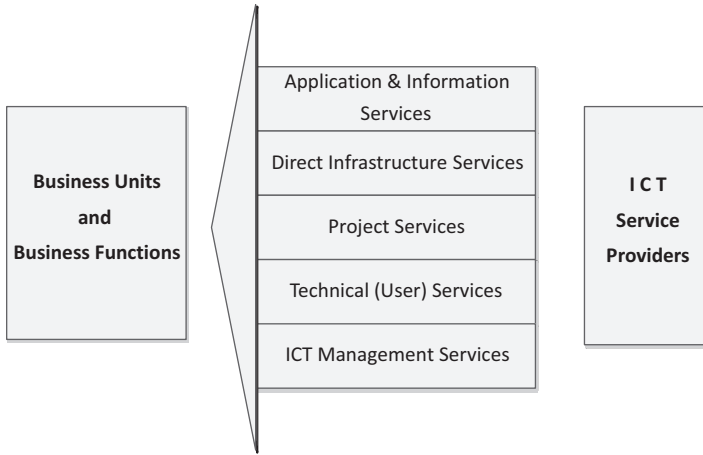 Business Units
and
Business Functions
Application & Information
Services
Direct Infrastructure Services
Project Services
Technical (User) Services
ICT Management Services
I C T
Service
Providers